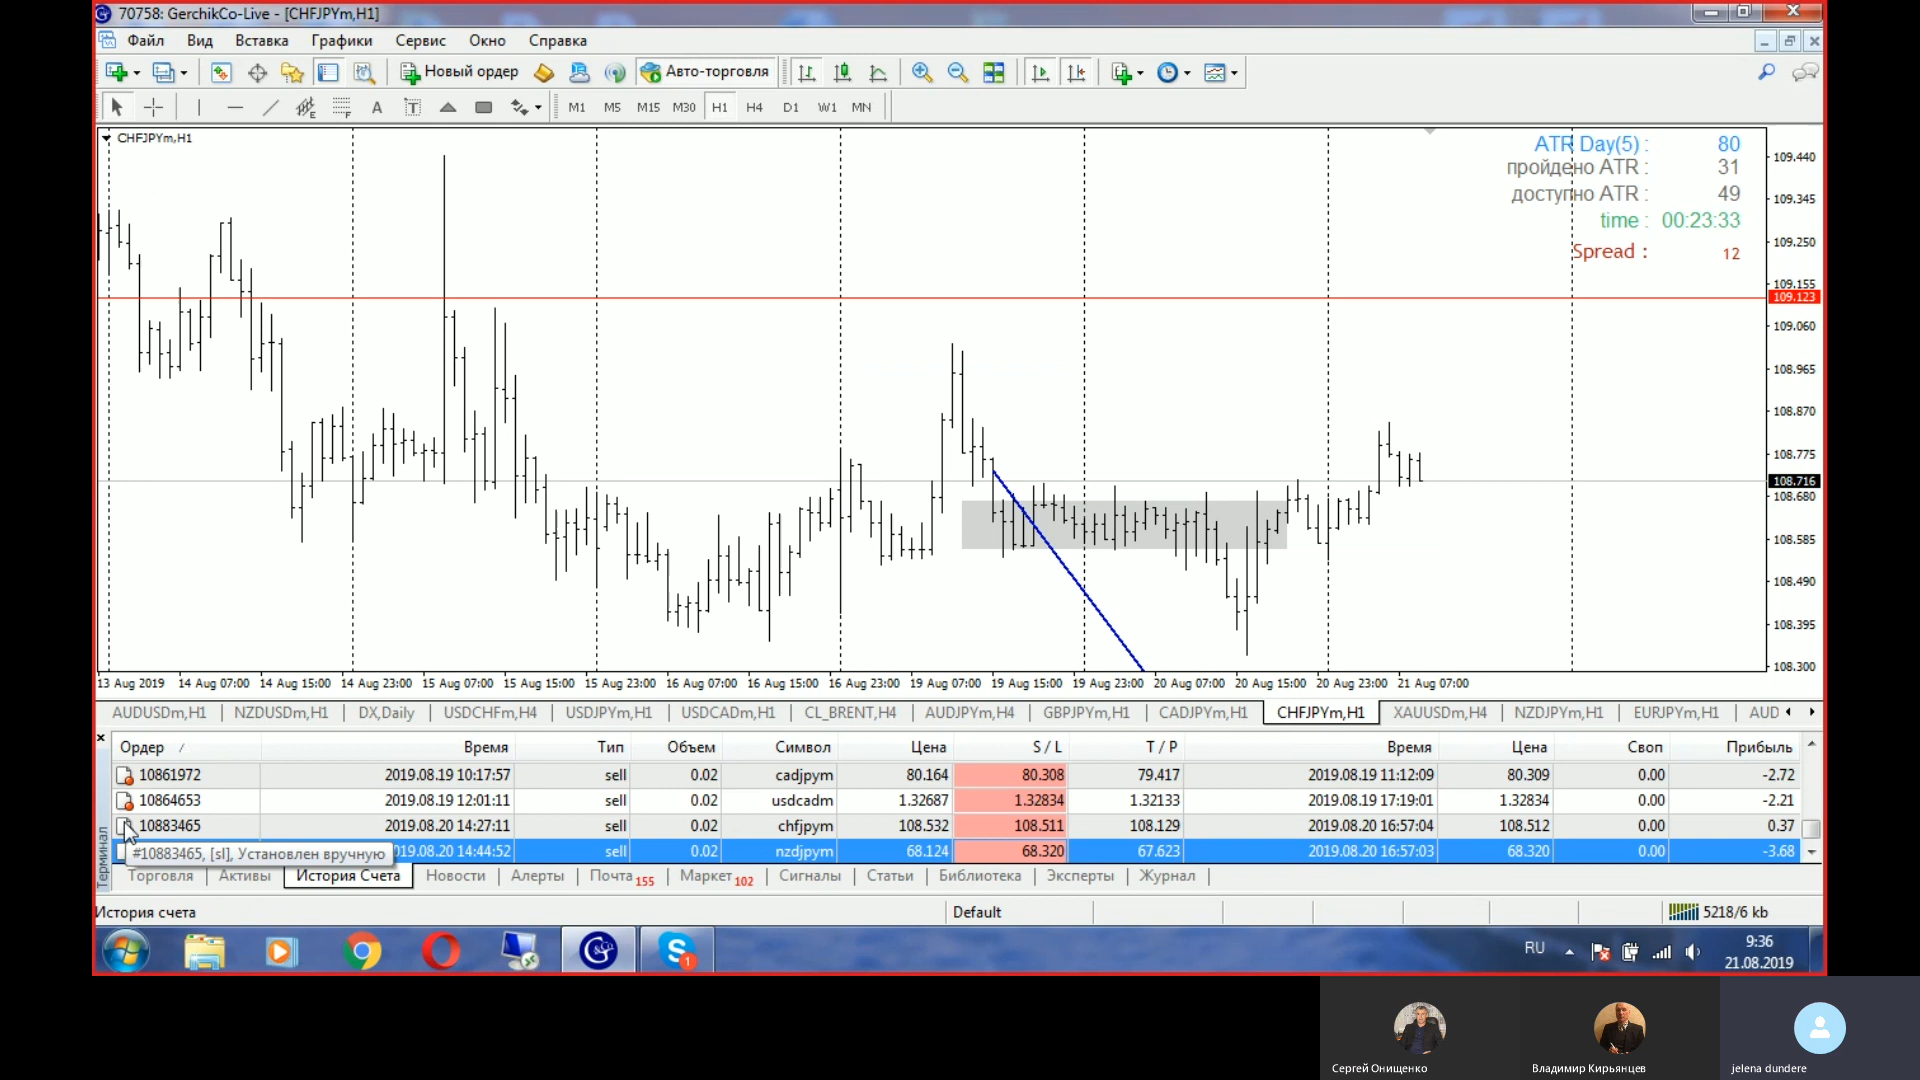 70758: GerchikCo-Live - [CHFJPYm,H1]
Файл Вид Вставка Графики Сервис Окно Справка
Новый ордер Авто-торговля
A T E F M1 M5 M15 M30 H1 H4 D1 W1 MN
CHFJPYm,H1
ATR Day(5) : 80
пройдено ATR : 31
доступно ATR : 49
time : 00:23:33
Spread : 12
109.440
109.345
109.250
109.155
109.123
109.060
108.965
108.870
108.775
108.716
108.680
108.585
108.490
108.395
108.300
13 Aug 2019 14 Aug 07:00 14 Aug 15:00 14 Aug 23:00 15 Aug 07:00 15 Aug 15:00 15 Aug 23:00 16 Aug 07:00 16 Aug 15:00 16 Aug 23:00 19 Aug 07:00 19 Aug 15:00 19 Aug 23:00 20 Aug 07:00 20 Aug 15:00 20 Aug 23:00 21 Aug 07:00
AUDUSDm,H1 NZDUSDm,H1 DX,Daily USDCHFm,H4 USDJPYm,H1 USDCADm,H1 CL_BRENT,H4 AUDJPYm,H4 GBPJPYm,H1 CADJPYm,H1 CHFJPYm,H1 XAUUSDm,H4 NZDJPYm,H1 EURJPYm,H1 AUD
Ордер / Время Тип Объем Символ Цена S / L T / P Время Цена Своп Прибыль
10861972 2019.08.19 10:17:57 sell 0.02 cadjpym 80.164 80.308 79.417 2019.08.19 11:12:09 80.309 0.00 -2.72
10864653 2019.08.19 12:01:11 sell 0.02 usdcadm 1.32687 1.32834 1.32133 2019.08.19 17:19:01 1.32834 0.00 -2.21
10883465 2019.08.20 14:27:11 sell 0.02 chfjpym 108.532 108.511 108.129 2019.08.20 16:57:04 108.512 0.00 0.37
#10883465, [sl], Установлен вручную
)19.08.20 14:44:52 sell 0.02 nzdjpym 68.124 68.320 67.623 2019.08.20 16:57:03 68.320 0.00 -3.68
Терминал
Торговля Активы История Счета Новости Алерты Почта 155 Маркет 102 Сигналы Статьи Библиотека Эксперты Журнал
История счета Default 5218/6 kb
RU 9:36
21.08.2019
G&Co S 1
Сергей Онищенко Владимир Кирьянцев jelena dundere